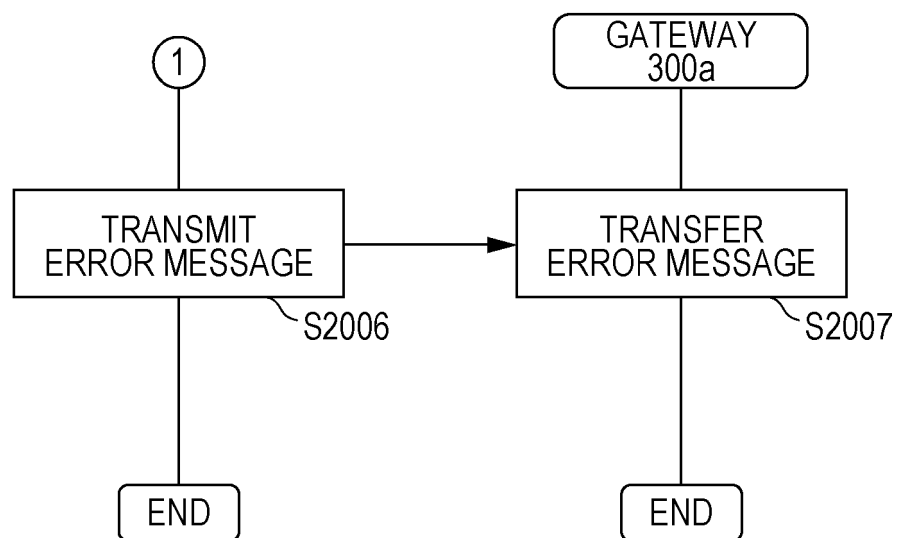 1
GATEWAY
300a
TRANSMIT
ERROR MESSAGE
S2006
TRANSFER
ERROR MESSAGE
S2007
END
END